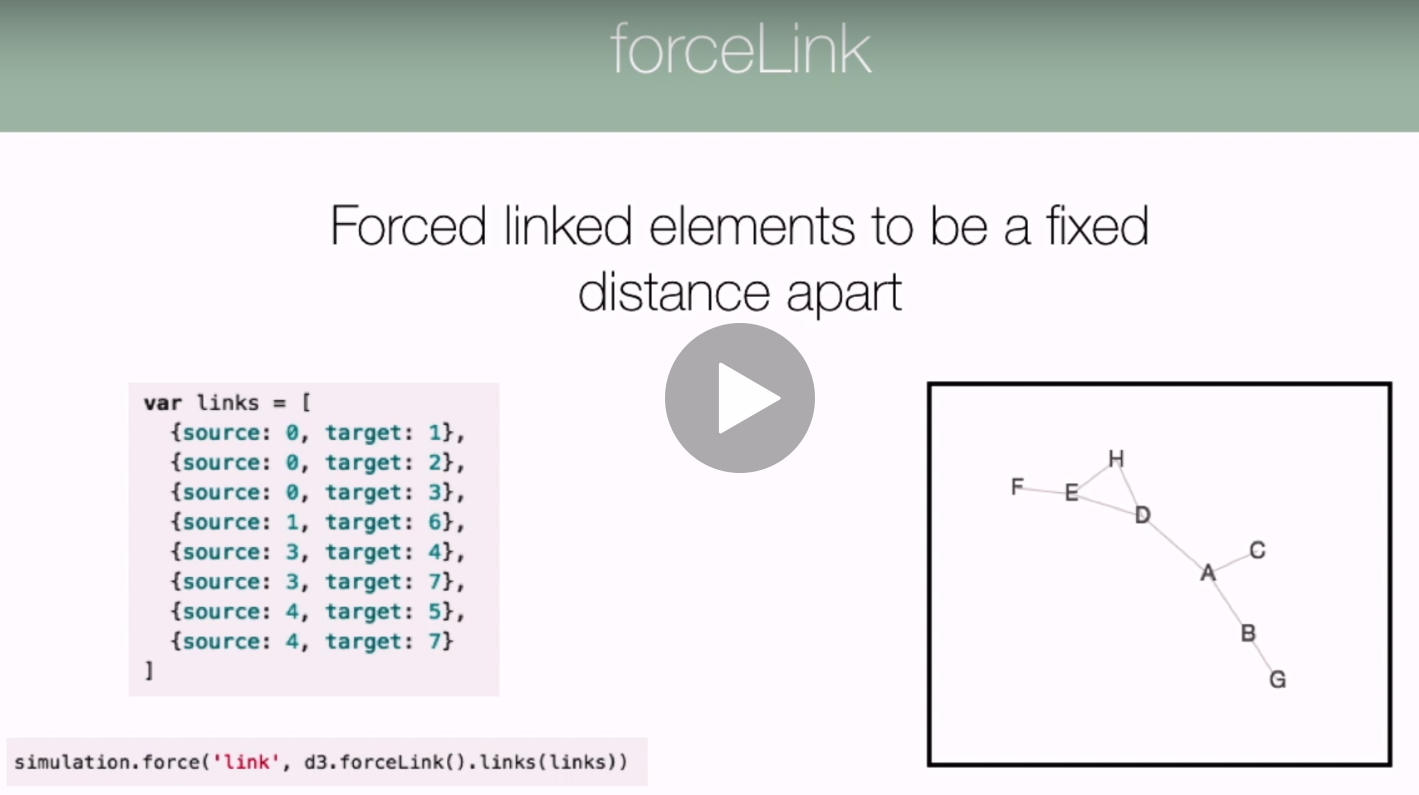 forceLink
Forced linked elements to be a fixed
distance apart
var links = [
{source: 0, target: 1},
{source: 0, target: 2},
{source: 0, target: 3},
{source: 1, target: 6},
{source: 3, target: 4},
{source: 3, target: 7},
{source: 4, target: 5},
{source: 4, target: 7}
]
simulation.force('link', d3.forceLink().links(links))
H
F
E
D
C
A
B
G